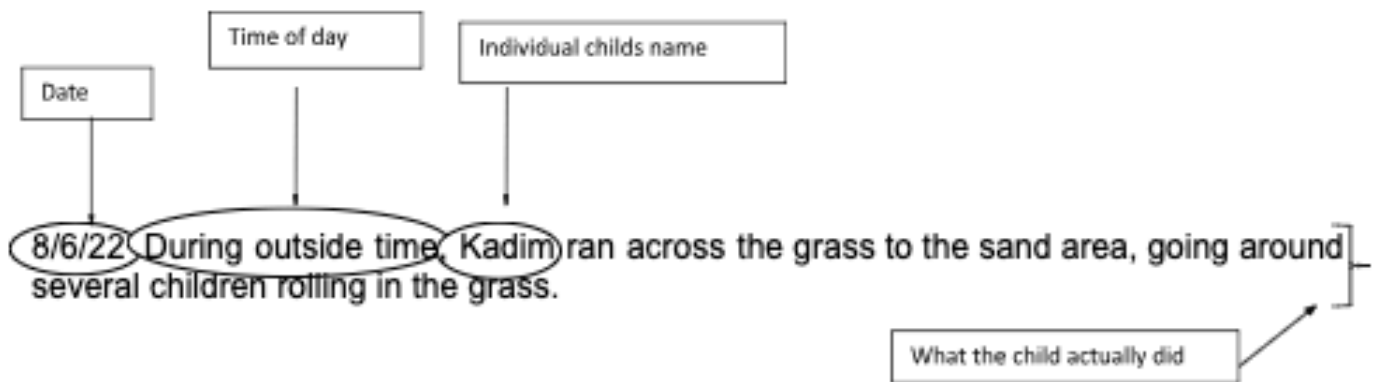 Time of day
Individual childs name
Date
8/6/22 During outside time, Kadim ran across the grass to the sand area, going around
several children rolling in the grass.
What the child actually did